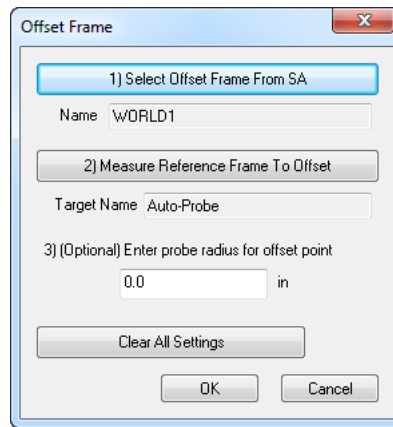 Offset Frame
1) Select Offset Frame From SA
Name WORLD1
2) Measure Reference Frame To Offset
Target Name Auto-Probe
3) (Optional) Enter probe radius for offset point
0.0 in
Clear All Settings
OK Cancel